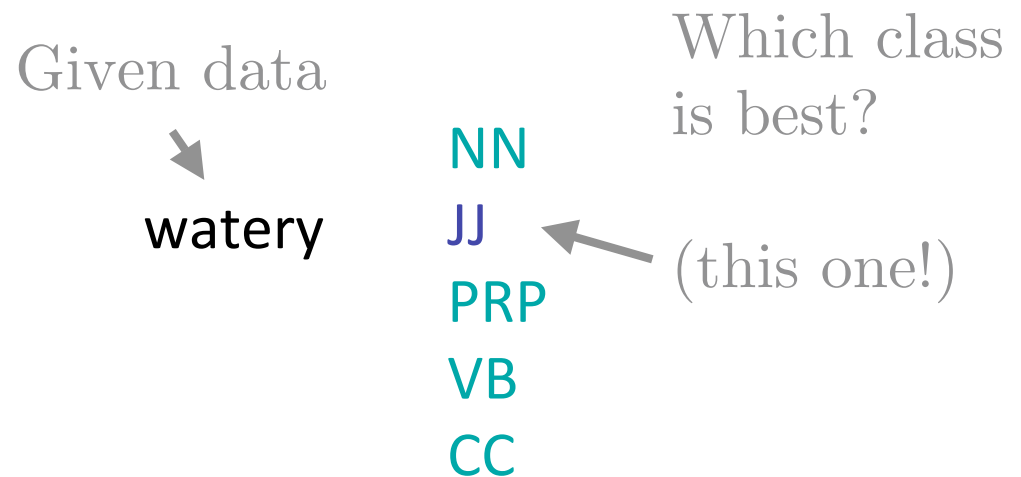 Given data
watery
NN
JJ
PRP
VB
CC
Which class
is best?
(this one!)